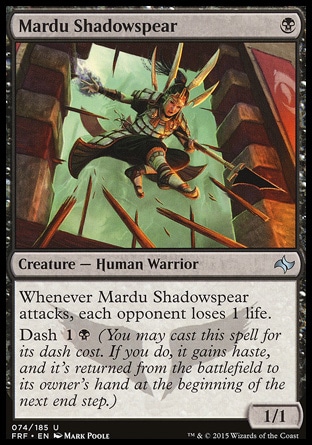 Mardu Shadowspear
Creature — Human Warrior
Whenever Mardu Shadowspear
attacks, each opponent loses 1 life.
Dash 1 (You may cast this spell for
its dash cost. If you do, it gains haste,
and it's returned from the battlefield to
its owner's hand at the beginning of the
next end step.)
1/1
074/185 U
FRF • EN Mark Poole
™ & © 2015 Wizards of the Coast